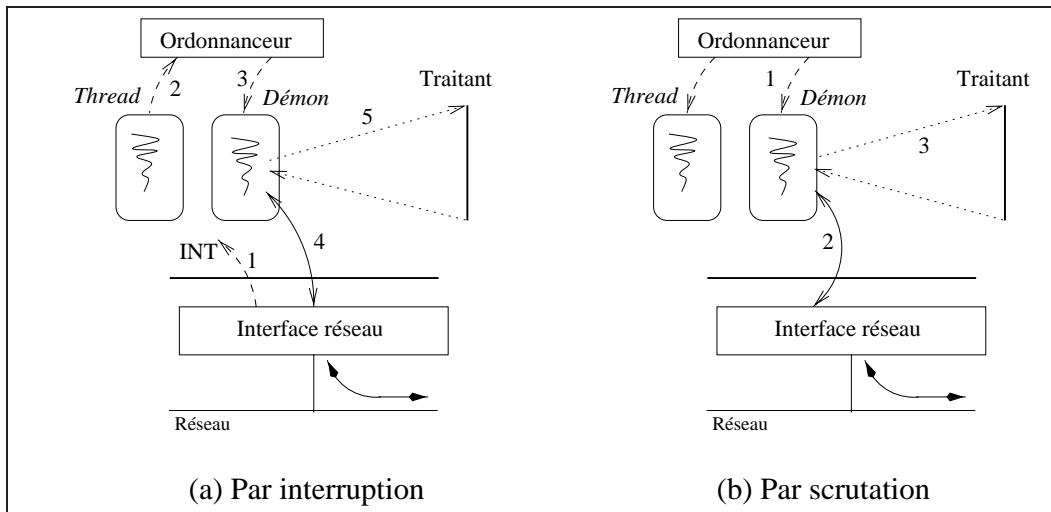 Ordonnanceur
Thread
2
3
Démon
5
Traitant
INT
1
4
Interface réseau
Réseau
(a) Par interruption
Ordonnanceur
Thread
1
Démon
Traitant
3
2
Interface réseau
Réseau
(b) Par scrutation